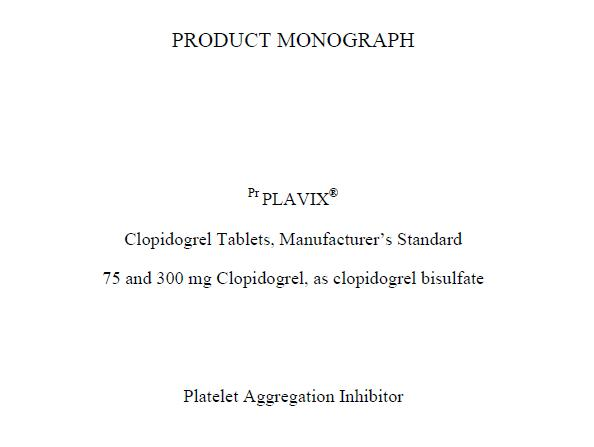 PRODUCT MONOGRAPH
Pr PLAVIX®
Clopidogrel Tablets, Manufacturer’s Standard
75 and 300 mg Clopidogrel, as clopidogrel bisulfate
Platelet Aggregation Inhibitor